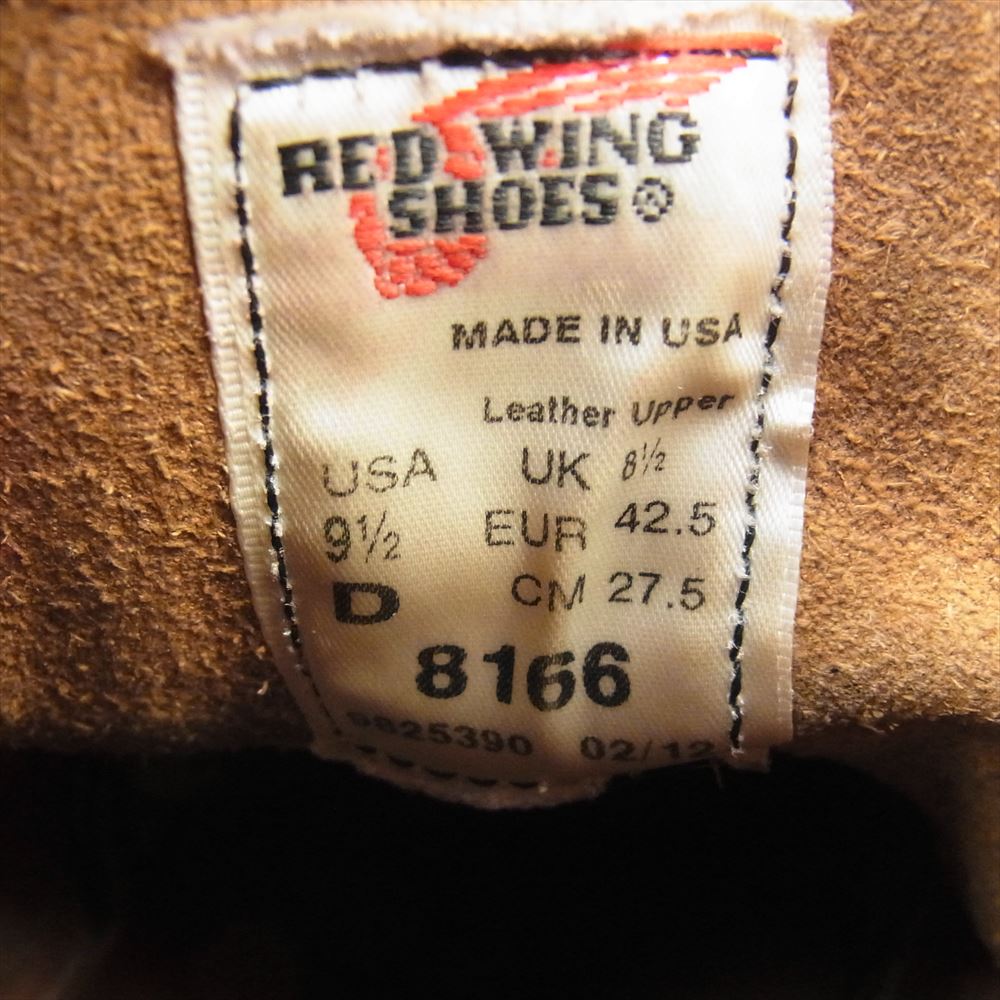 RED WING
SHOES®
MADE IN USA
Leather Upper
USA UK 8½
9½ EUR 42.5
D CM 27.5
8166
02/12